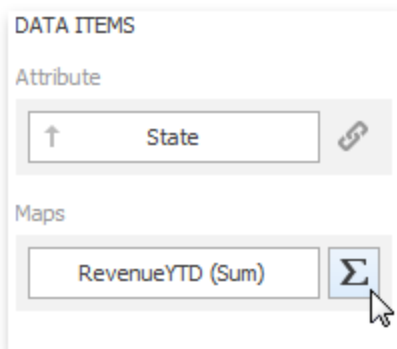 DATA ITEMS
Attribute
↑ State
Maps
RevenueYTD (Sum) Σ